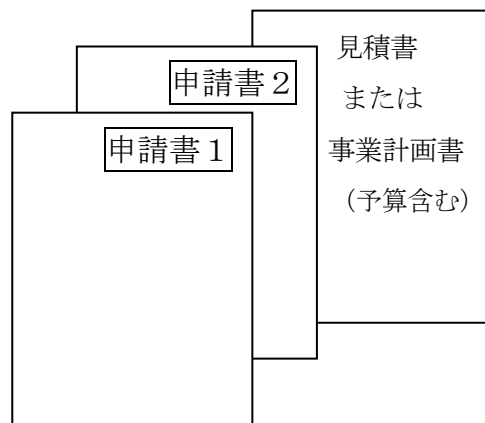 見積書
または
事業計画書
（予算含む）
申請書２
申請書１